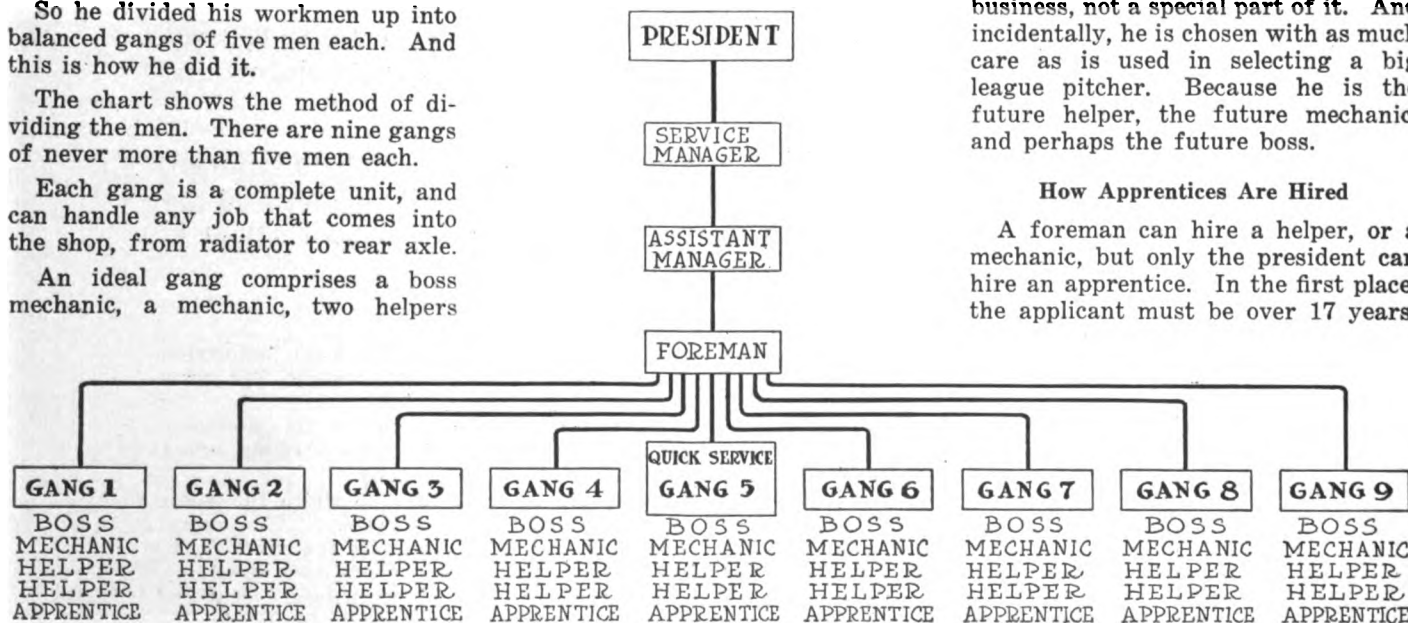 So he divided his workmen up into
balanced gangs of five men each. And
this is how he did it.
The chart shows the method of di-
viding the men. There are nine gangs
of never more than five men each.
Each gang is a complete unit, and
can handle any job that comes into
the shop, from radiator to rear axle.
An ideal gang comprises a boss
mechanic, a mechanic, two helpers
PRESIDENT
SERVICE
MANAGER
ASSISTANT
MANAGER
FOREMAN
business, not a special part of it. And
incidentally, he is chosen with as much
care as is used in selecting a big
league pitcher. Because he is the
future helper, the future mechanic
and perhaps the future boss.
How Apprentices Are Hired
A foreman can hire a helper, or a
mechanic, but only the president can
hire an apprentice. In the first place
the applicant must be over 17 years
GANG 1
BOSS
MECHANIC
HELPER
HELPER
APPRENTICE
GANG 2
BOSS
MECHANIC
HELPER
HELPER
APPRENTICE
GANG 3
BOSS
MECHANIC
HELPER
HELPER
APPRENTICE
GANG 4
BOSS
MECHANIC
HELPER
HELPER
APPRENTICE
QUICK SERVICE
GANG 5
BOSS
MECHANIC
HELPER
HELPER
APPRENTICE
GANG 6
BOSS
MECHANIC
HELPER
HELPER
APPRENTICE
GANG 7
BOSS
MECHANIC
HELPER
HELPER
APPRENTICE
GANG 8
BOSS
MECHANIC
HELPER
HELPER
APPRENTICE
GANG 9
BOSS
MECHANIC
HELPER
HELPER
APPRENTICE